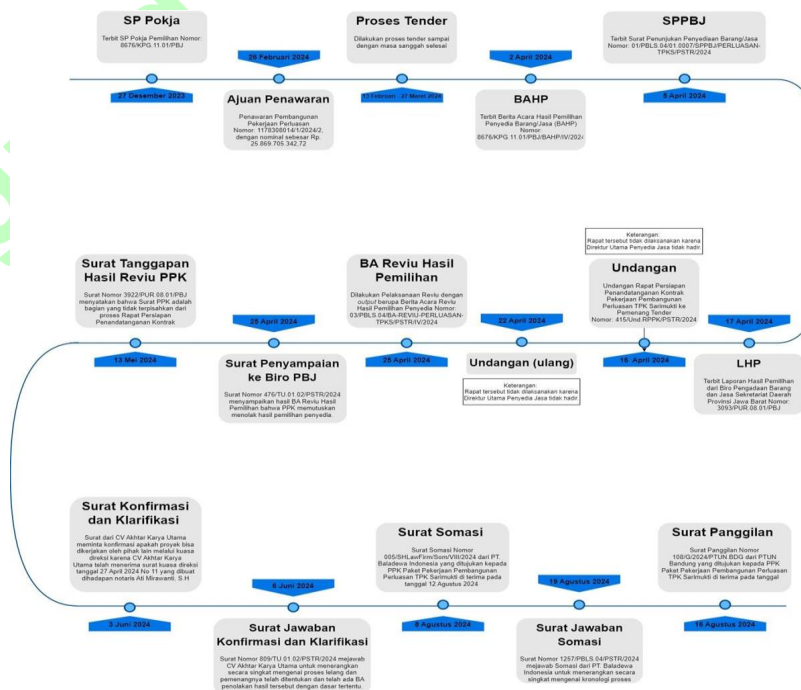 SP Pokja
Terbit SP Pokja Pemilihan Nomor:
8676/KPG.11.01/PBJ
27 Desember 2023
26 Februari 2024
Ajuan Penawaran
Penawaran Pembangunan
Pekerjaan Perluasan
Nomor: 1178308014/1/2024/2,
dengan nominal sebesar Rp.
25.869.705.342,72
Proses Tender
Dilakukan proses tender sampai
dengan masa sanggah selesai
13 Februari - 27 Maret 2024
2 April 2024
BAHP
Terbit Berita Acara Hasil Pemilihan
Penyedia Barang/Jasa (BAHP)
Nomor:
8676/KPG.11.01/PBJ/BAHP/IV/2024
SPPBJ
Terbit Surat Penunjukan Penyediaan Barang/Jasa
Nomor: 01/PBLS.04/01.0007/SPPBJ/PERLUASAN-
TPKS/PSTR/2024
5 April 2024
17 April 2024
LHP
Terbit Laporan Hasil Pemilihan
dari Biro Pengadaan Barang
dan Jasa Sekretariat Daerah
Provinsi Jawa Barat Nomor:
3093/PUR.08.01/PBJ
Keterangan:
Rapat tersebut tidak dilaksanakan karena
Direktur Utama Penyedia Jasa tidak hadir
Undangan
Undangan Rapat Persiapan
Penandatanganan Kontrak
Pekerjaan Pembangunan
Perluasan TPK Sarimukti ke
Pemenang Tender
Nomor: 415/Und.RPPK/PSTR/2024
16 April 2024
22 April 2024
Undangan (ulang)
Keterangan:
Rapat tersebut tidak dilaksanakan karena
Direktur Utama Penyedia Jasa tidak hadir
BA Reviu Hasil
Pemilihan
Dilakukan Pelaksanaan Reviu dengan
output berupa Berita Acara Reviu
Hasil Pemilihan Penyedia Nomor:
03/PBLS.04/BA-REVIU-PERLUASAN-
TPKS/PSTR/IV/2024
25 April 2024
25 April 2024
Surat Penyampaian
ke Biro PBJ
Surat Nomor 476/TU.01.02/PSTR/2024
menyampaikan hasil BA Reviu Hasil
Pemilihan bahwa PPK memutuskan
menolak hasil pemilihan penyedia.
Surat Tanggapan
Hasil Reviu PPK
Surat Nomor 3922/PUR.08.01/PBJ
menyatakan bahwa Surat PPK adalah
bagian yang tidak terpisahkan dari
proses Rapat Persiapan
Penandatanganan Kontrak
13 Mei 2024
Surat Konfirmasi
dan Klarifikasi
Surat dari CV Akhtar Karya Utama
meminta konfirmasi apakah proyek bisa
dikerjakan oleh pihak lain melalui kuasa
direksi karena CV Akhtar Karya
Utama telah menerima surat kuasa direksi
tanggal 27 April 2024 No 11 yang dibuat
dihadapan notaris Ati Mirawanti, S.H
3 Juni 2024
6 Juni 2024
Surat Jawaban
Konfirmasi dan Klarifikasi
Surat Nomor 809/TU.01.02/PSTR/2024 mejawab
CV Akhtar Karya Utama untuk menerangkan
secara singkat mengenai proses lelang dan
pemenangnya telah ditentukan dan telah ada BA
penolakan hasil tersebut dengan dasar tertentu
Surat Somasi
Surat Somasi Nomor
005/SHLawFirm/Som/VIII/2024 dari PT.
Baladewa Indonesia yang ditujukan kepada
PPK Paket Pekerjaan Pembangunan
Perluasan TPK Sarimukti di terima pada
tanggal 12 Agustus 2024
8 Agustus 2024
19 Agustus 2024
Surat Jawaban
Somasi
Surat Nomor 1257/PBLS.04/PSTR/2024
mejawab Somasi dari PT. Baladewa
Indonesia untuk menerangkan secara
singkat mengenai kronologi proses
Surat Panggilan
Surat Panggilan Nomor
108/G/2024/PTUN.BDG dari PTUN
Bandung yang ditujukan kepada PPK
Paket Pekerjaan Pembangunan Perluasan
TPK Sarimukti di terima pada tanggal
16 Agustus 2024